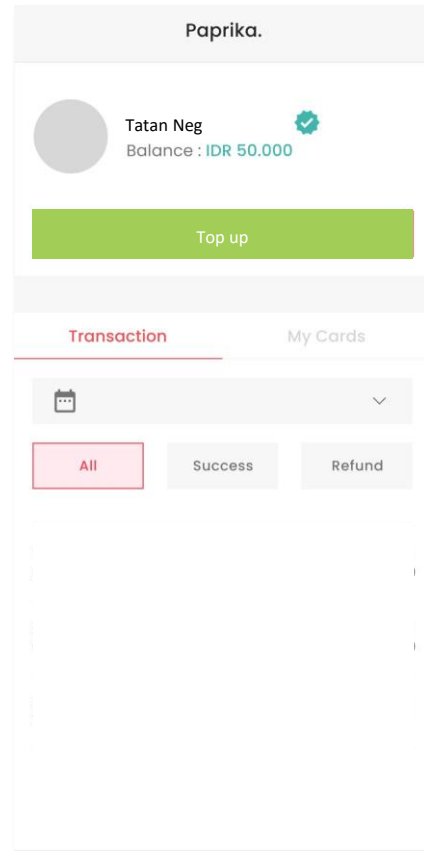 Paprika.
Tatan Neg
Balance : IDR 50.000
Top up
Transaction
My Cards
All
Success
Refund